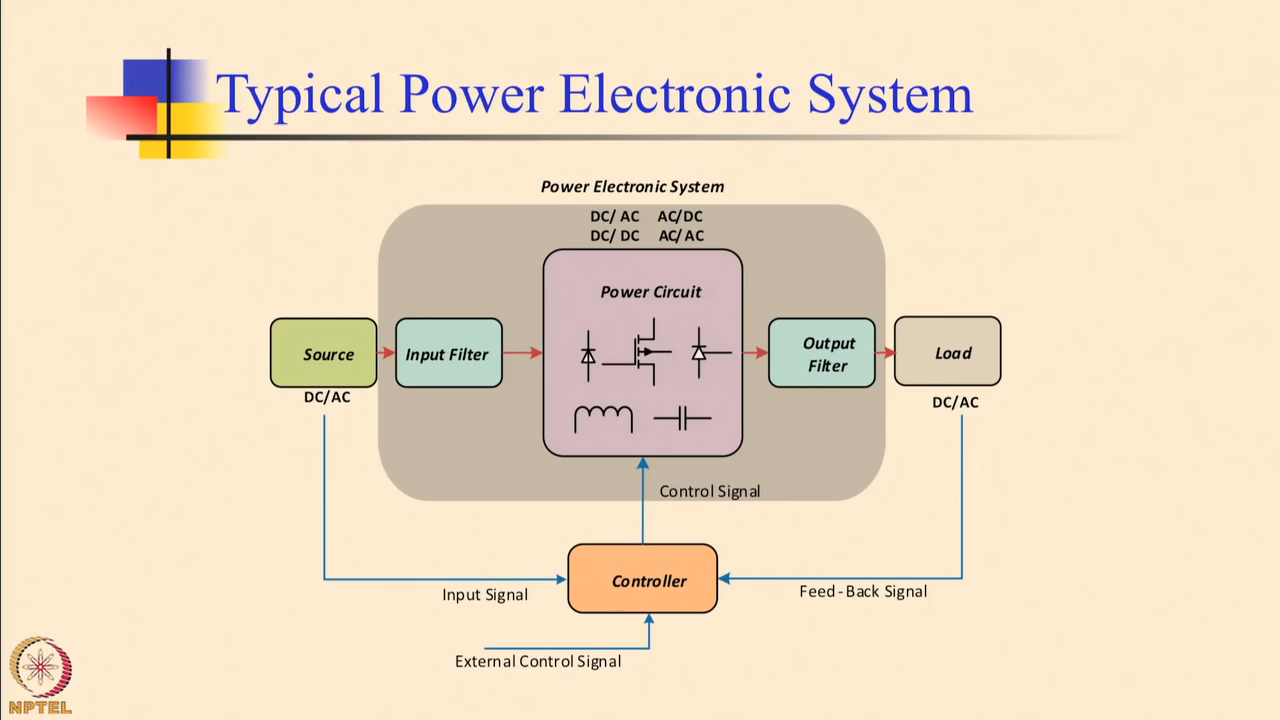 Typical Power Electronic System
Power Electronic System
DC/ AC AC/DC
DC/ DC AC/ AC
Power Circuit
Source
Input Filter
Output
Filter
Load
DC/AC
DC/AC
Control Signal
Controller
Input Signal
Feed - Back Signal
External Control Signal
NPTEL